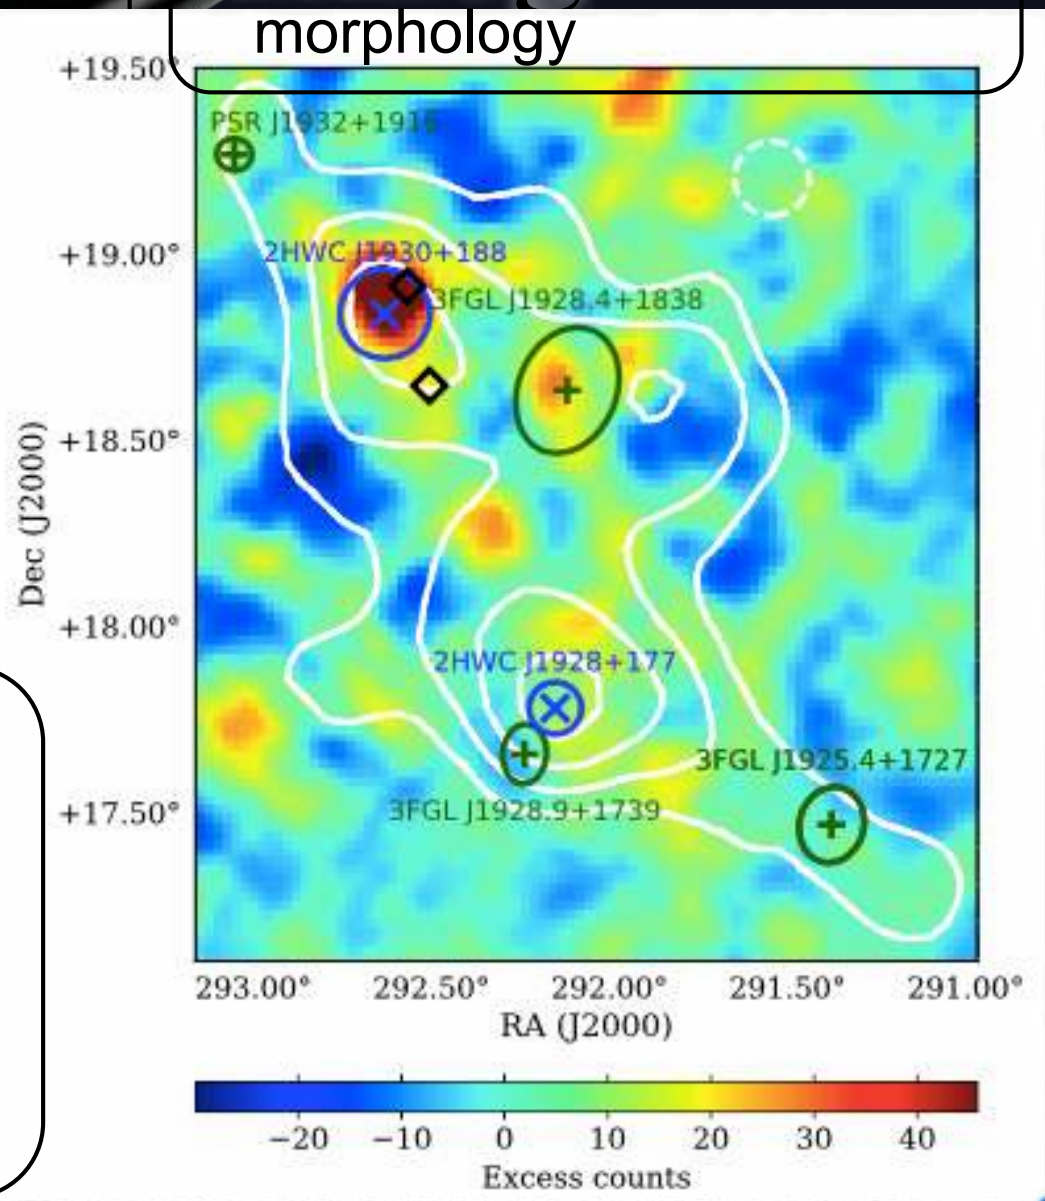 morphology
+19.50°
PSR J1932+1916
+19.00°
2HWC J1930+188
3FGL J1928.4+1838
+18.50°
Dec (J2000)
+18.00°
2HWC J1928+177
3FGL J1925.4+1727
+17.50°
3FGL J1928.9+1739
293.00° 292.50° 292.00° 291.50° 291.00°
RA (J2000)
−20 −10 0 10 20 30 40
Excess counts